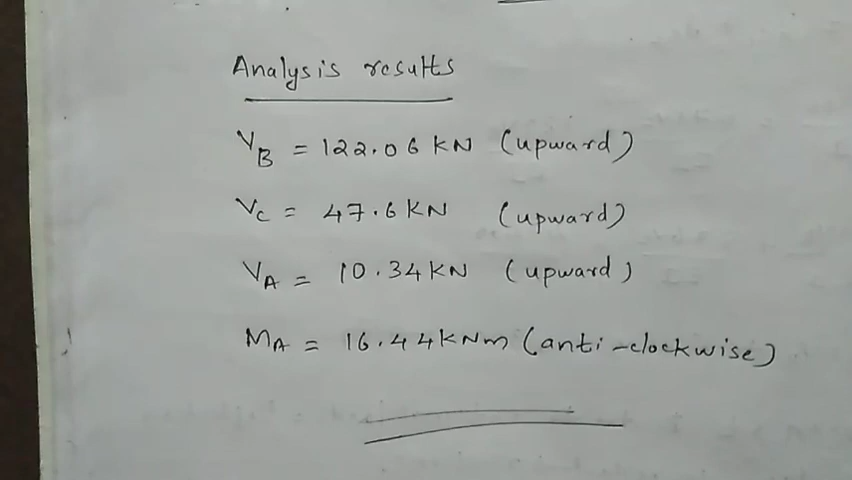 Analysis results
VB = 122.06 KN (upward)
VC = 47.6 KN (upward)
VA = 10.34 KN (upward)
MA = 16.44 KNm (anti-clockwise)